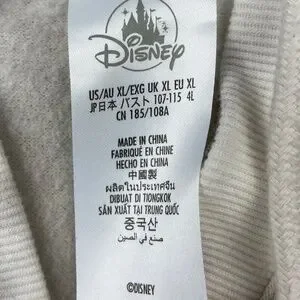 Disney
US/AU XL/EXG UK XL EU XL
JP日本 バスト 107-115 4L
CN 185/108A
MADE IN CHINA
FABRIQUÉ EN CHINE
HECHO EN CHINA
中國製
ผลิตในประเทศจีน
DIBUAT DI TIONGKOK
SẢN XUẤT TẠI TRUNG QUỐC
중국산
صنع في الصين
©DISNEY